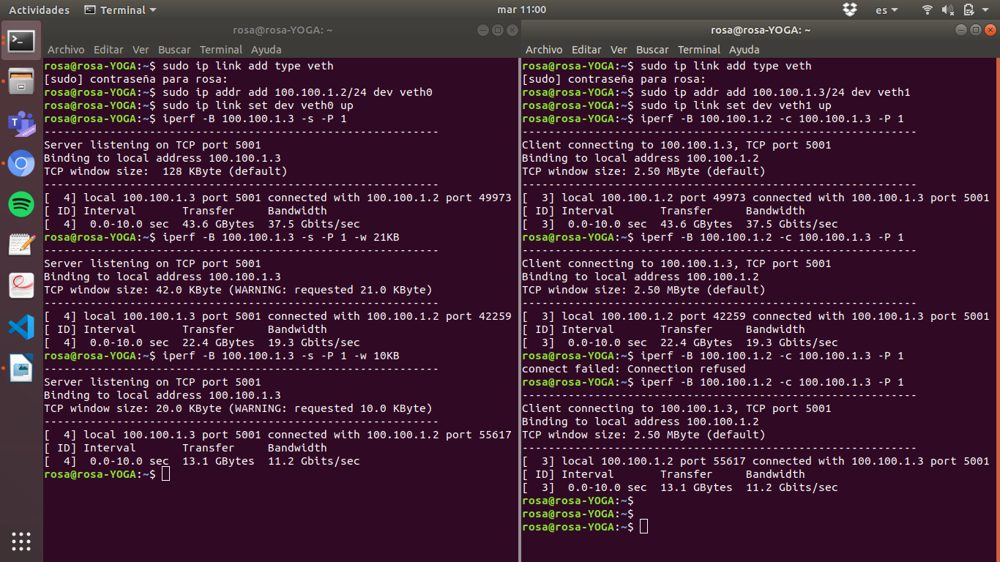 Actividades
Terminal
mar 11:00
es
rosa@rosa-YOGA: ~
Archivo Editar Ver Buscar Terminal Ayuda
rosa@rosa-YOGA:~$ sudo ip link add type veth
[sudo] contraseña para rosa:
rosa@rosa-YOGA:~$ sudo ip addr add 100.100.1.2/24 dev veth0
rosa@rosa-YOGA:~$ sudo ip link set dev veth0 up
rosa@rosa-YOGA:~$ iperf -B 100.100.1.3 -s -P 1
------------------------------------------------------------
Server listening on TCP port 5001
Binding to local address 100.100.1.3
TCP window size:  128 KByte (default)
------------------------------------------------------------
[  4] local 100.100.1.3 port 5001 connected with 100.100.1.2 port 49973
[ ID] Interval       Transfer     Bandwidth
[  4]  0.0-10.0 sec  43.6 GBytes  37.5 Gbits/sec
rosa@rosa-YOGA:~$ iperf -B 100.100.1.3 -s -P 1 -w 21KB
------------------------------------------------------------
Server listening on TCP port 5001
Binding to local address 100.100.1.3
TCP window size: 42.0 KByte (WARNING: requested 21.0 KByte)
------------------------------------------------------------
[  4] local 100.100.1.3 port 5001 connected with 100.100.1.2 port 42259
[ ID] Interval       Transfer     Bandwidth
[  4]  0.0-10.0 sec  22.4 GBytes  19.3 Gbits/sec
rosa@rosa-YOGA:~$ iperf -B 100.100.1.3 -s -P 1 -w 10KB
------------------------------------------------------------
Server listening on TCP port 5001
Binding to local address 100.100.1.3
TCP window size: 20.0 KByte (WARNING: requested 10.0 KByte)
------------------------------------------------------------
[  4] local 100.100.1.3 port 5001 connected with 100.100.1.2 port 55617
[ ID] Interval       Transfer     Bandwidth
[  4]  0.0-10.0 sec  13.1 GBytes  11.2 Gbits/sec
rosa@rosa-YOGA:~$
rosa@rosa-YOGA: ~
Archivo Editar Ver Buscar Terminal Ayuda
rosa@rosa-YOGA:~$ sudo ip link add type veth
[sudo] contraseña para rosa:
rosa@rosa-YOGA:~$ sudo ip addr add 100.100.1.3/24 dev veth1
rosa@rosa-YOGA:~$ sudo ip link set dev veth1 up
rosa@rosa-YOGA:~$ iperf -B 100.100.1.2 -c 100.100.1.3 -P 1
------------------------------------------------------------
Client connecting to 100.100.1.3, TCP port 5001
Binding to local address 100.100.1.2
TCP window size: 2.50 MByte (default)
------------------------------------------------------------
[  3] local 100.100.1.2 port 49973 connected with 100.100.1.3 port 5001
[ ID] Interval       Transfer     Bandwidth
[  3]  0.0-10.0 sec  43.6 GBytes  37.5 Gbits/sec
rosa@rosa-YOGA:~$ iperf -B 100.100.1.2 -c 100.100.1.3 -P 1
------------------------------------------------------------
Client connecting to 100.100.1.3, TCP port 5001
Binding to local address 100.100.1.2
TCP window size: 2.50 MByte (default)
------------------------------------------------------------
[  3] local 100.100.1.2 port 42259 connected with 100.100.1.3 port 5001
[ ID] Interval       Transfer     Bandwidth
[  3]  0.0-10.0 sec  22.4 GBytes  19.3 Gbits/sec
rosa@rosa-YOGA:~$ iperf -B 100.100.1.2 -c 100.100.1.3 -P 1
connect failed: Connection refused
rosa@rosa-YOGA:~$ iperf -B 100.100.1.2 -c 100.100.1.3 -P 1
------------------------------------------------------------
Client connecting to 100.100.1.3, TCP port 5001
Binding to local address 100.100.1.2
TCP window size: 2.50 MByte (default)
------------------------------------------------------------
[  3] local 100.100.1.2 port 55617 connected with 100.100.1.3 port 5001
[ ID] Interval       Transfer     Bandwidth
[  3]  0.0-10.0 sec  13.1 GBytes  11.2 Gbits/sec
rosa@rosa-YOGA:~$
rosa@rosa-YOGA:~$
rosa@rosa-YOGA:~$